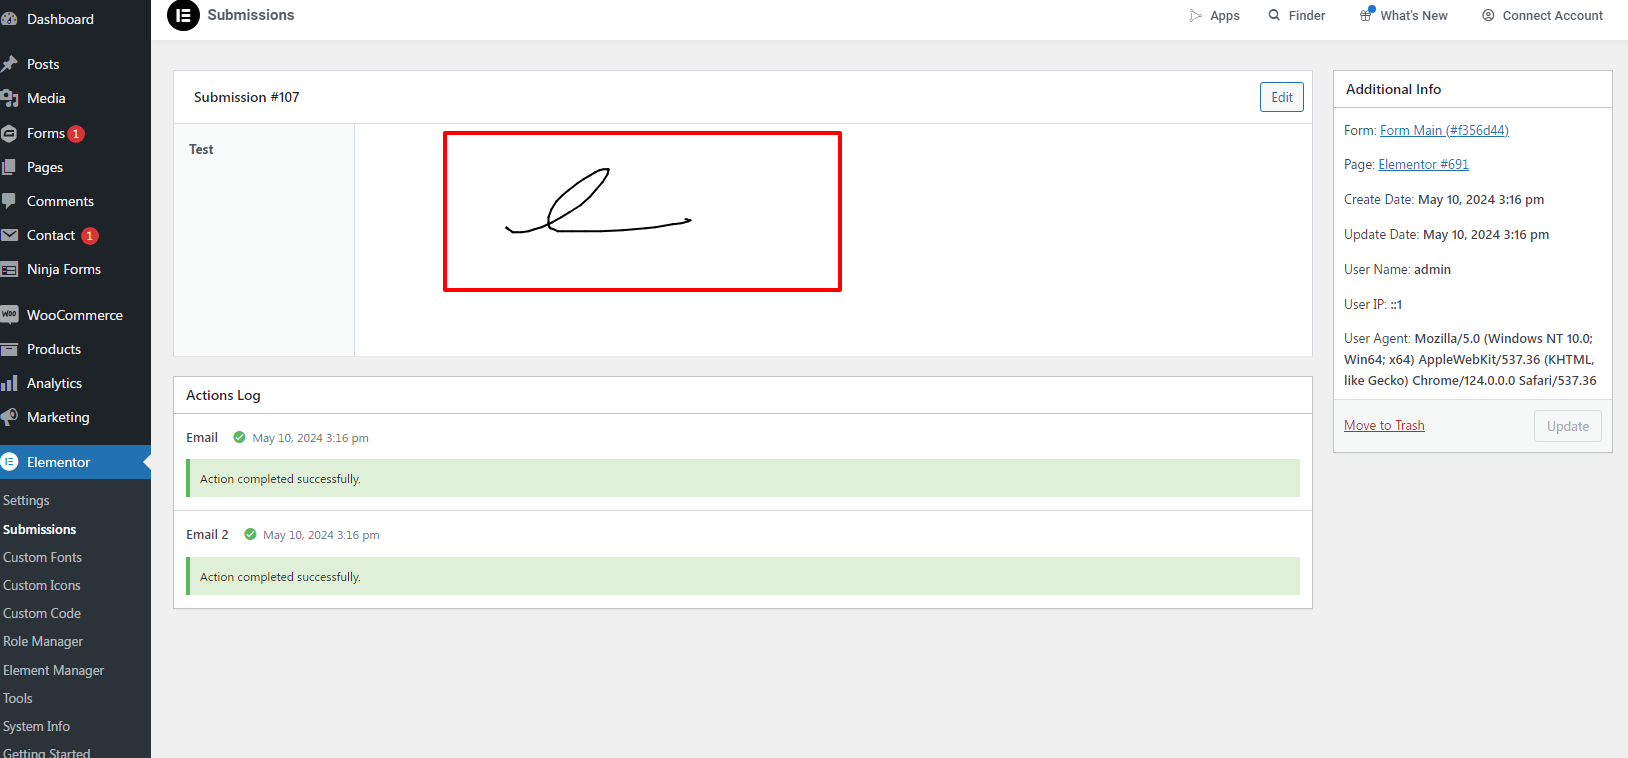 Dashboard
Posts
Media
Forms 1
Pages
Comments
Contact 1
Ninja Forms
WooCommerce
Products
Analytics
Marketing
Elementor
Settings
Submissions
Custom Fonts
Custom Icons
Custom Code
Role Manager
Element Manager
Tools
System Info
Getting Started
Submissions
Apps
Finder
What's New
Connect Account
Submission #107
Edit
Test
Actions Log
Email May 10, 2024 3:16 pm
Action completed successfully.
Email 2 May 10, 2024 3:16 pm
Action completed successfully.
Additional Info
Form: Form Main (#f356d44)
Page: Elementor #691
Create Date: May 10, 2024 3:16 pm
Update Date: May 10, 2024 3:16 pm
User Name: admin
User IP: ::1
User Agent: Mozilla/5.0 (Windows NT 10.0;
Win64; x64) AppleWebKit/537.36 (KHTML,
like Gecko) Chrome/124.0.0.0 Safari/537.36
Move to Trash
Update